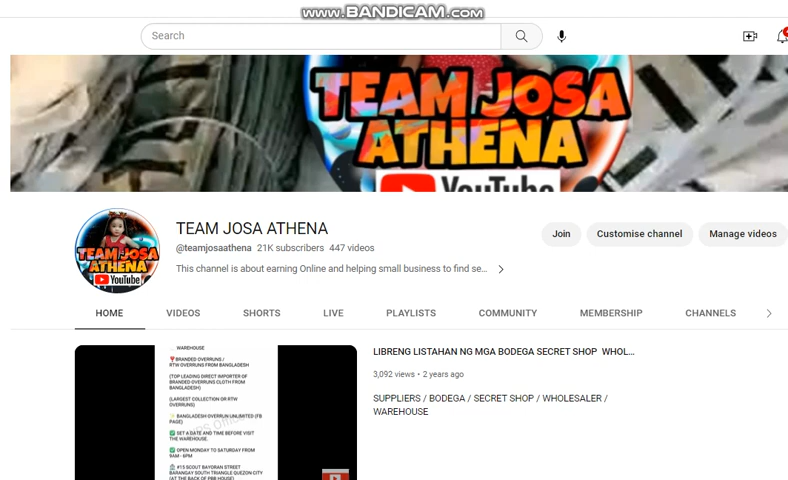 www.BANDICAM.com
Search
TEAM JOSA
ATHENA
YouTube
TEAM JOSA
ATHENA
YouTube
TEAM JOSA ATHENA
@teamjosaathena 21K subscribers 447 videos
Join
Customise channel
Manage videos
This channel is about earning Online and helping small business to find se...
HOME
VIDEOS
SHORTS
LIVE
PLAYLISTS
COMMUNITY
MEMBERSHIP
CHANNELS
WAREHOUSE
BRANDED OVERRUNS /
RTW OVERRUNS FROM BANGLADESH
(TOP LEADING DIRECT IMPORTER OF
BRANDED OVERRUNS CLOTH FROM
BANGLADESH)
(LARGEST COLLECTION OR RTW
OVERRUNS)
BANGLADESH OVERRUN UNLIMITED (FB
PAGE)
SET A DATE AND TIME BEFORE VISIT
THE WAREHOUSE.
OPEN MONDAY TO SATURDAY FROM
9AM - 6PM
#15 SCOUT BAYORAN STREET
BARANGAY SOUTH TRIANGLE QUEZON CITY
(AT THE BACK OF PBB HOUSE)
LIBRENG LISTAHAN NG MGA BODEGA SECRET SHOP WHOL...
3,092 views • 2 years ago
SUPPLIERS / BODEGA / SECRET SHOP / WHOLESALER /
WAREHOUSE